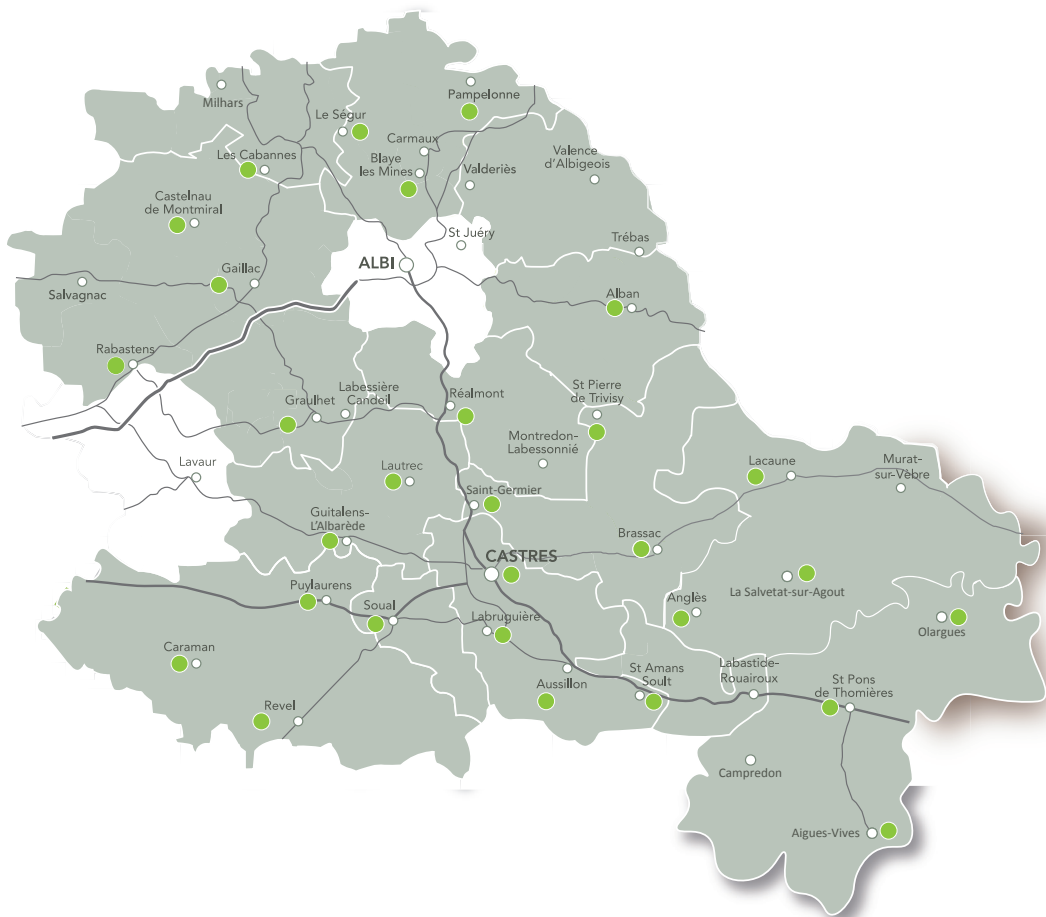 Milhars
Pampelonne
Le Ségur
Carmaux
Les Cabannes
Blaye
les Mines
Valderiès
Valence
d'Albigeois
Castelnau
de Montmiral
St Juéry
Trébas
ALBI
Gaillac
Salvagnac
Alban
Rabastens
Graulhet
Labessière
Candeil
Réalmont
St Pierre
de Trivisy
Montredon-
Labessonnié
Lavaur
Lautrec
Saint-Germier
Lacaune
Murat-
sur-Vèbre
Guitalens-
L'Albarède
Brassac
CASTRES
La Salvetat-sur-Agout
Puylaurens
Soual
Labruguière
Anglès
Olargues
Caraman
Aussillon
St Amans
Soult
Labastide-
Rouairoux
St Pons
de Thomières
Revel
Campredon
Aigues-Vives